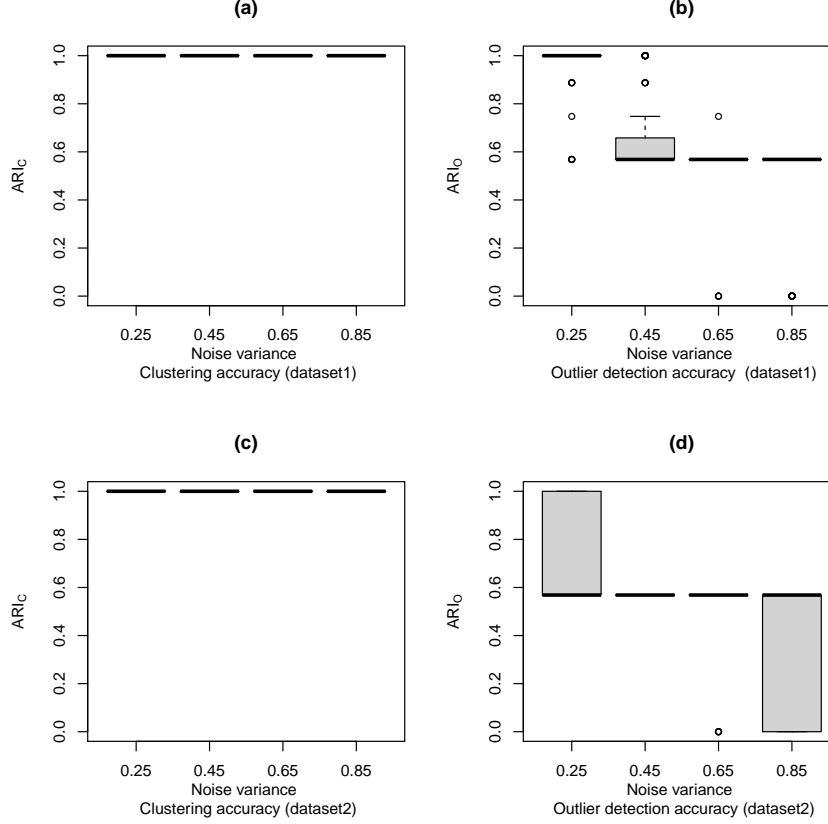 (a)
ARIC
1.0
0.8
0.6
0.4
0.2
0.0
0.25 0.45 0.65 0.85
Noise variance
Clustering accuracy (dataset1)
(b)
ARIO
1.0
0.8
0.6
0.4
0.2
0.0
0.25 0.45 0.65 0.85
Noise variance
Outlier detection accuracy (dataset1)
(c)
ARIC
1.0
0.8
0.6
0.4
0.2
0.0
0.25 0.45 0.65 0.85
Noise variance
Clustering accuracy (dataset2)
(d)
ARIO
1.0
0.8
0.6
0.4
0.2
0.0
0.25 0.45 0.65 0.85
Noise variance
Outlier detection accuracy (dataset2)